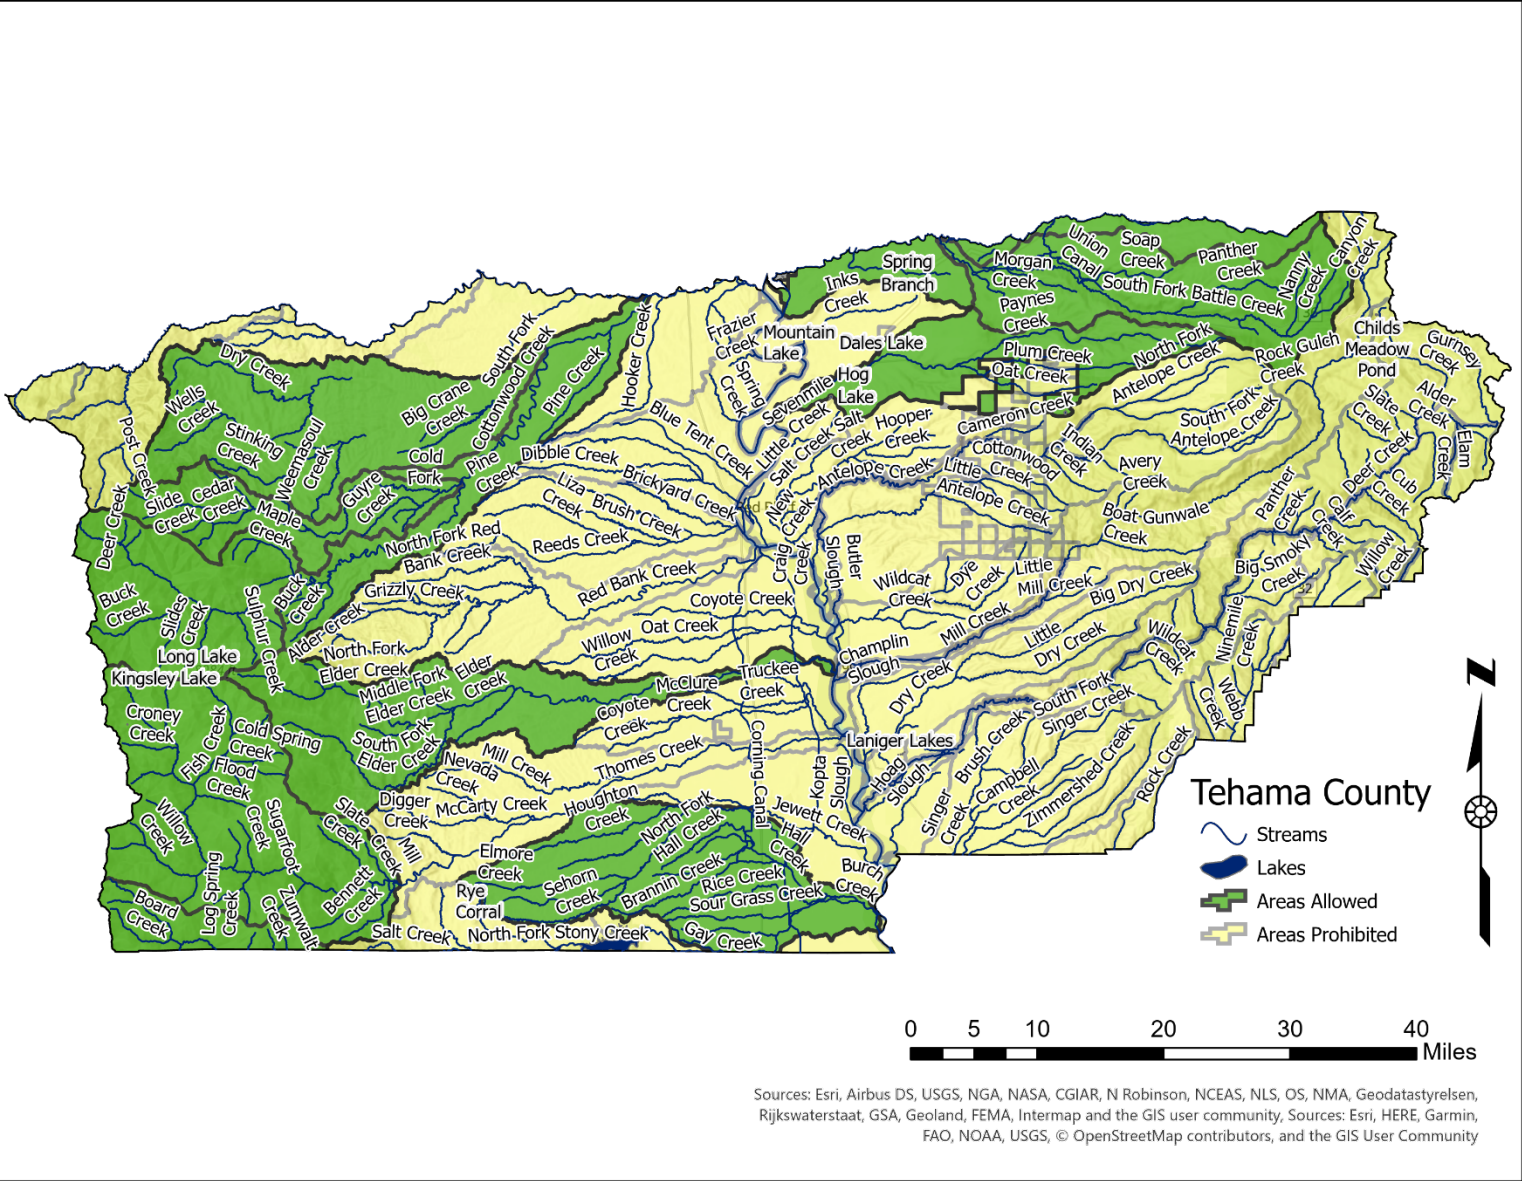 Union
Canal
Soap
Creek
Panther
Creek
Canyon
Creek
Spring
Branch
Morgan
Creek
Nanny
Creek
Inks
Creek
South Fork Battle Creek
Paynes
Creek
Frazier
Creek
Mountain
Lake
Dales Lake
Childs
Meadow
Pond
Gurnsey
Creek
Rock Gulch
Creek
North Fork
Antelope Creek
Plum Creek
Oat Creek
Dry Creek
South Fork
Cottonwood Creek
Pine Creek
Hooker Creek
Spring
Creek
Sevenmile
Creek
Hog
Lake
Wells
Creek
Big Crane
Creek
Blue Tent Creek
Little
Salt Creek
Salt
Creek
Hooper
Creek
Cameron Creek
South Fork
Antelope Creek
Slate
Creek
Alder
Creek
Elam
Creek
Post Creek
Stinking
Creek
Weemasoul
Creek
Cold
Fork
Pine
Creek
Dibble Creek
Brickyard Creek
Antelope Creek
Little
Antelope Creek
Cottonwood
Creek
Indian
Creek
Avery
Creek
Deer Creek
Cub
Creek
Calf
Creek
Panther
Creek
Slide
Creek
Cedar
Creek
Maple
Creek
Guyre
Creek
Liza
Creek
Brush Creek
New
Creek
Boat Gunwale
Creek
Deer Creek
North Fork Red
Bank Creek
Reeds Creek
Red Bank Creek
Craig
Creek
Butler
Slough
Wildcat
Creek
Dye
Creek
Little
Mill Creek
Big Dry Creek
Big Smoky
Creek
Willow
Creek
32
Buck
Creek
Slides
Creek
Sulphur Creek
Buck
Creek
Grizzly Creek
Alder Creek
Coyote Creek
Oat Creek
Willow
Creek
Champlin
Slough
Mill Creek
Little
Dry Creek
Wildcat
Creek
Ninemile
Creek
Long Lake
Kingsley Lake
North Fork
Elder Creek
Middle Fork
Elder Creek
Elder
Creek
McClure
Creek
Truckee
Creek
Dry Creek
South Fork
Singer Creek
Webb
Creek
Croney
Creek
Fish Creek
Cold Spring
Creek
Flood
Creek
South Fork
Elder Creek
Coyote
Creek
Thomes Creek
Corning Canal
Kopta
Slough
Laniger Lakes
Hoag
Slough
Brush Creek
Campbell
Creek
Zimmershed Creek
Rock Creek
Nevada
Creek
Mill Creek
Digger
Creek
McCarty Creek
Houghton
Creek
North Fork
Hall Creek
Jewett Creek
Hall
Creek
Singer
Creek
Willow
Creek
Sugarfoot
Creek
Slate
Creek
Mill
Creek
Elmore
Creek
Burch
Creek
Log Spring
Creek
Bennett
Creek
Rye
Corral
Sehorn
Creek
Brannin Creek
Rice Creek
Sour Grass Creek
Board
Creek
Zumwalt
Creek
Salt Creek
North Fork Stony Creek
Gay Creek
Tehama County
Streams
Lakes
Areas Allowed
Areas Prohibited
N
0 5 10 20 30 40
Miles
Sources: Esri, Airbus DS, USGS, NGA, NASA, CGIAR, N Robinson, NCEAS, NLS, OS, NMA, Geodatastyrelsen,
Rijkswaterstaat, GSA, Geoland, FEMA, Intermap and the GIS user community, Sources: Esri, HERE, Garmin,
FAO, NOAA, USGS, © OpenStreetMap contributors, and the GIS User Community